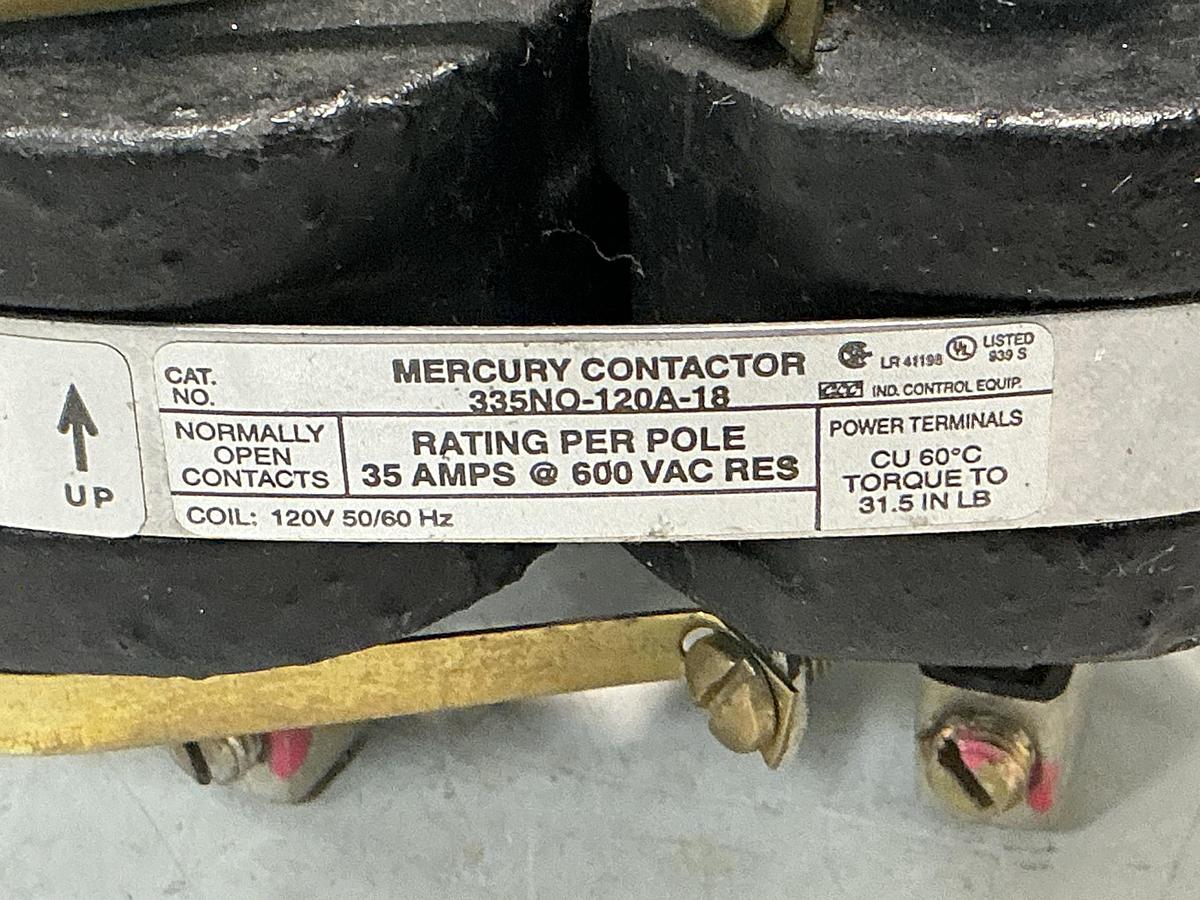 UP
MERCURY CONTACTOR
CAT.
NO.
335NO-120A-18
LR 41198
UL
LISTED
939 S
IND. CONTROL EQUIP.
NORMALLY
OPEN
CONTACTS
RATING PER POLE
35 AMPS @ 600 VAC RES
COIL: 120V 50/60 Hz
POWER TERMINALS
CU 60°C
TORQUE TO
31.5 IN LB